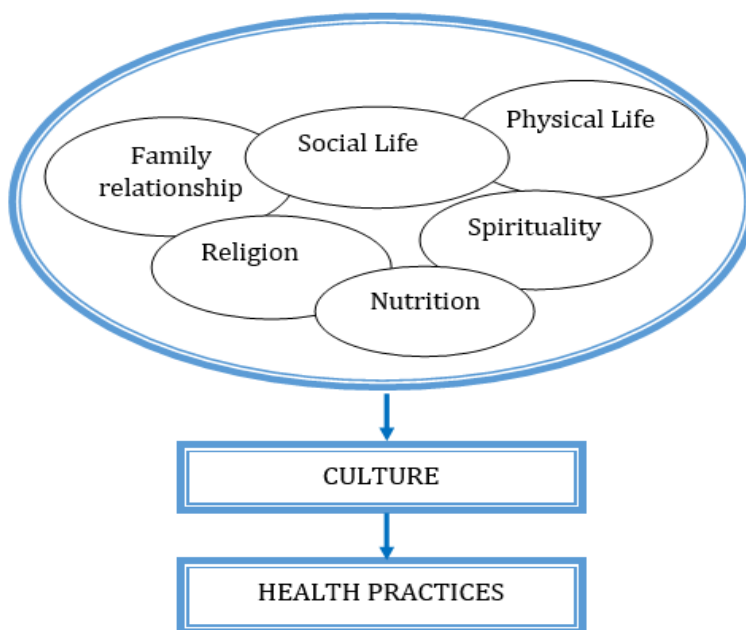 Physical Life
Social Life
Family
relationship
Spirituality
Religion
Nutrition
CULTURE
HEALTH PRACTICES